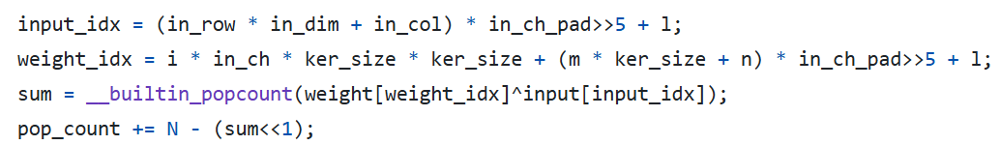 input_idx = (in_row * in_dim + in_col) * in_ch_pad>>5 + l;
weight_idx = i * in_ch * ker_size * ker_size + (m * ker_size + n) * in_ch_pad>>5 + l;
sum = __builtin_popcount(weight[weight_idx]^input[input_idx]);
pop_count += N - (sum<<1);